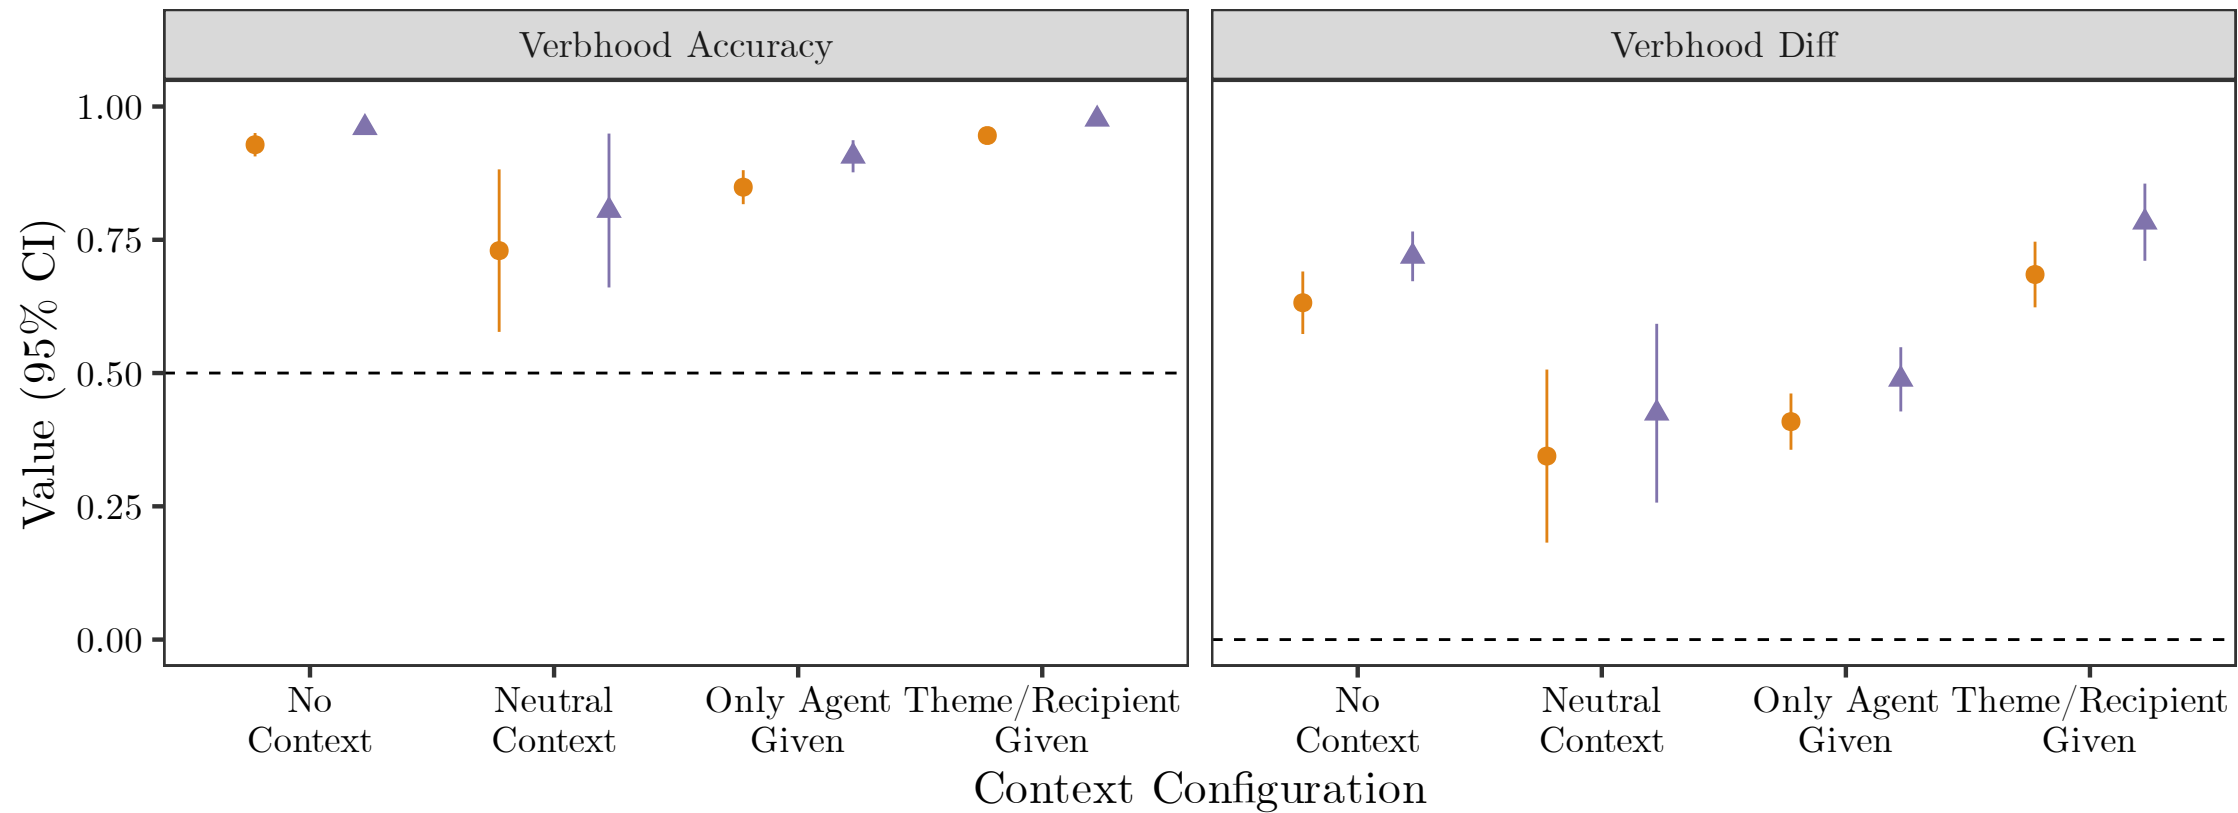 Verbhood Accuracy
Verbhood Diff
Value (95% CI)
1.00
0.75
0.50
0.25
0.00
No
Context
Neutral
Context
Only Agent
Given
Theme/Recipient
Given
No
Context
Neutral
Context
Only Agent
Given
Theme/Recipient
Given
Context Configuration